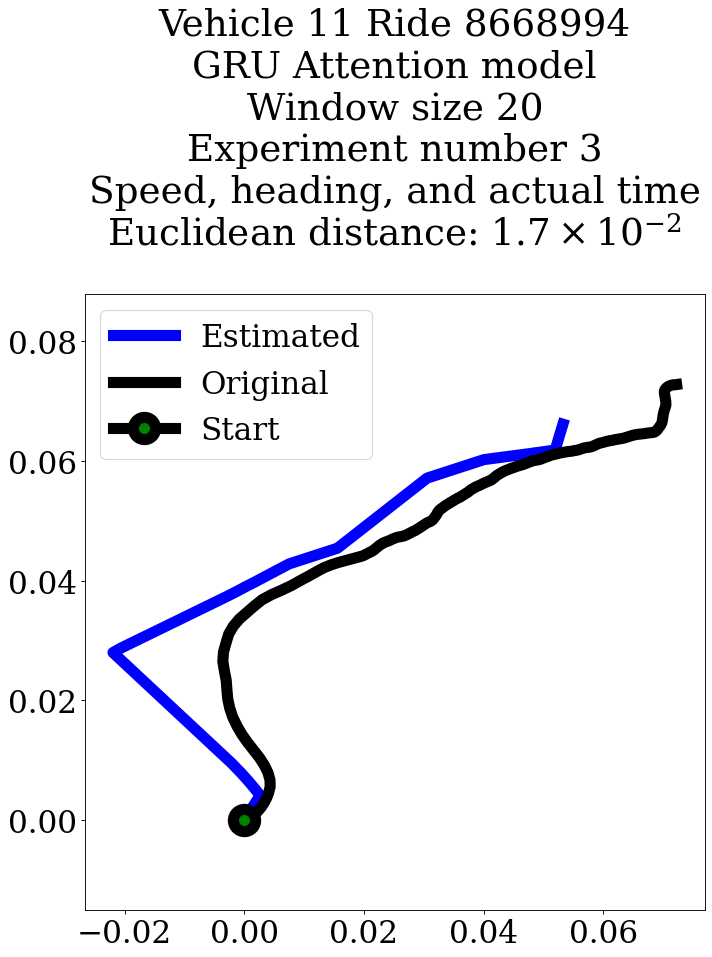 Vehicle 11 Ride 8668994
GRU Attention model
Window size 20
Experiment number 3
Speed, heading, and actual time
Euclidean distance: 1.7 × 10⁻²
Estimated
Original
Start
0.08
0.06
0.04
0.02
0.00
−0.02 0.00 0.02 0.04 0.06